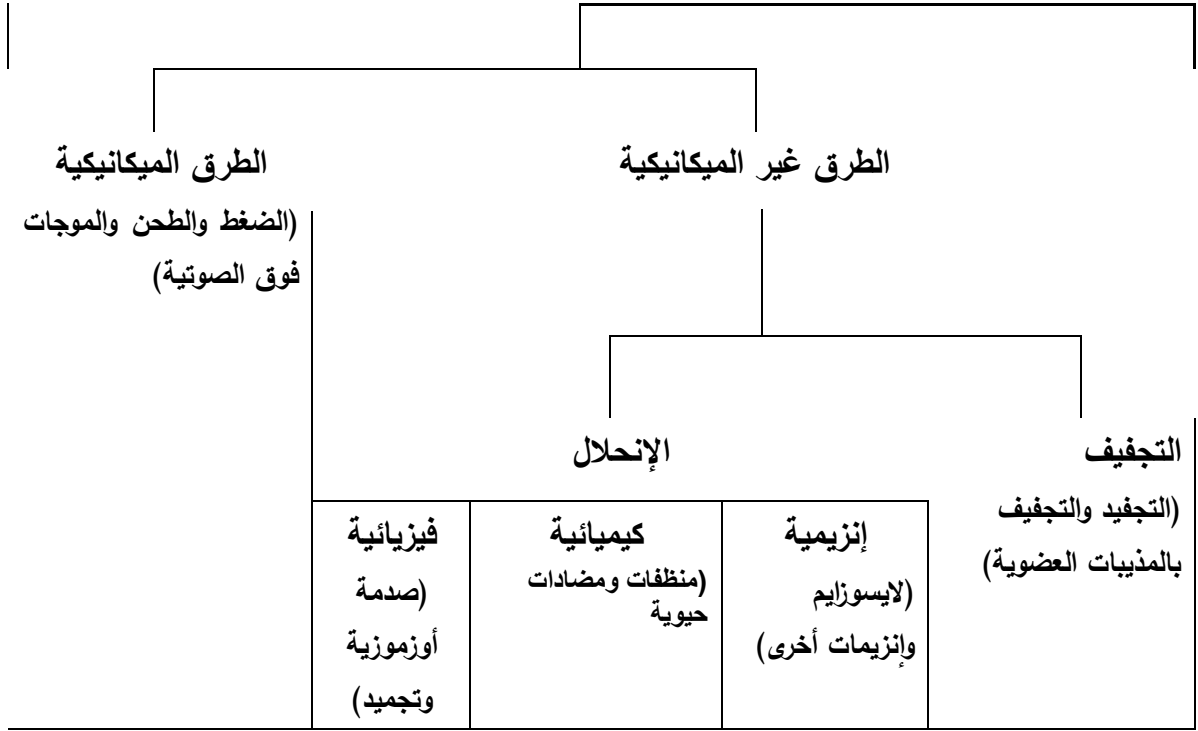 الطرق غير الميكانيكية
الطرق الميكانيكية
(الضغط والطحن والموجات
فوق الصوتية)
التجفيف
(التجفيد والتجفيف
بالمذيبات العضوية)
الإنحلال
إنزيمية
(لايسوزايم
وإنزيمات أخرى)
كيميائية
(منظفات ومضادات
حيوية
فيزيائية
(صدمة
أوزموزية
وتجميد)